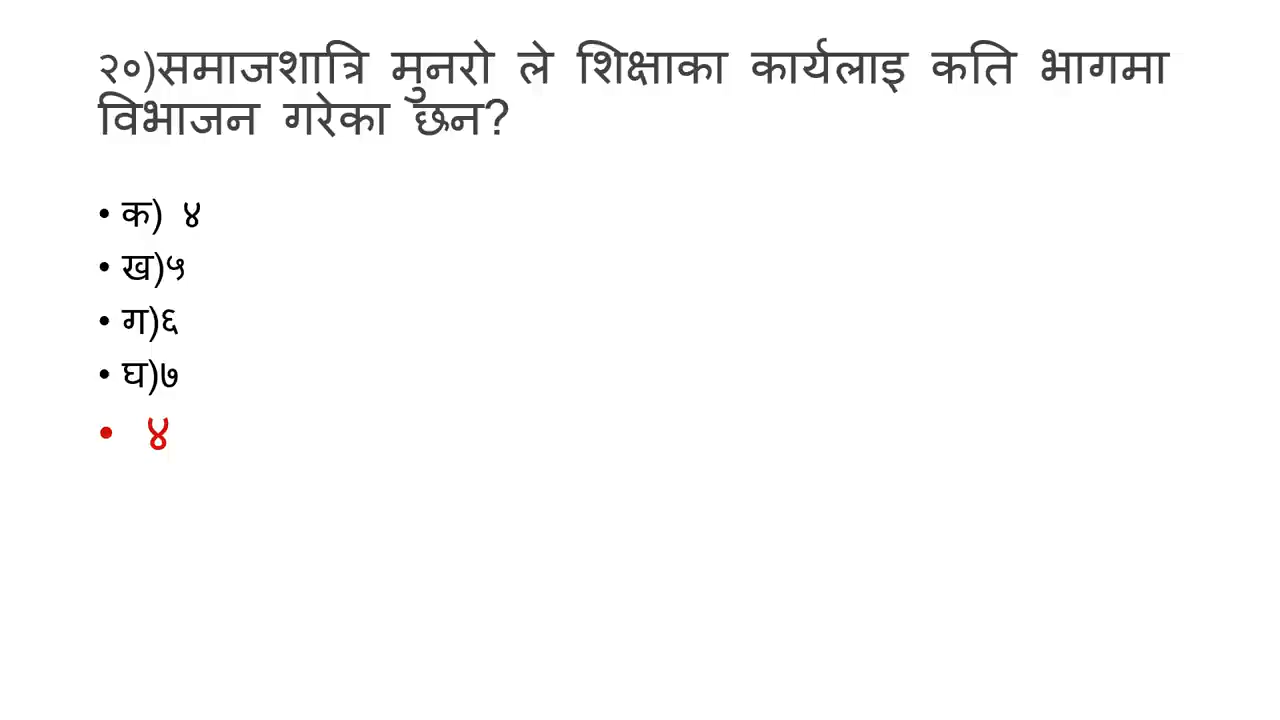 २०)समाजशात्रि मुनरो ले शिक्षाका कार्यलाइ कति भागमा
विभाजन गरेका छन?
• क) ४
• ख)५
• ग)६
• घ)७
• ४